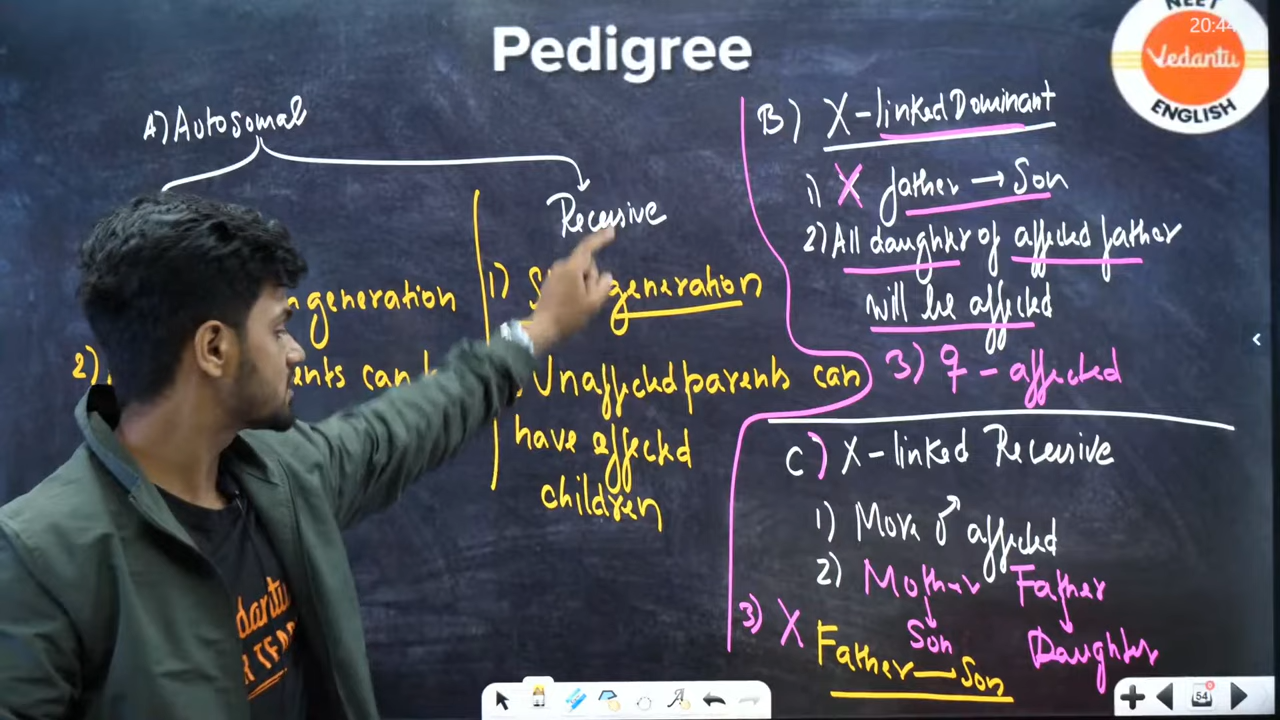 Pedigree
NEET
20:44
Vedantu
ENGLISH
A) Autosomal
Recessive
generation
2) can
1) generation
Unaffected parents can
have affected
children
B) X-linked Dominant
1) X father → Son
2) All daughter of affected father
will be affected
3) ♀ - affected
C) X-linked Recessive
1) More ♂ affected
2) Mother Father
Son Daughter
3) X Father → Son
54